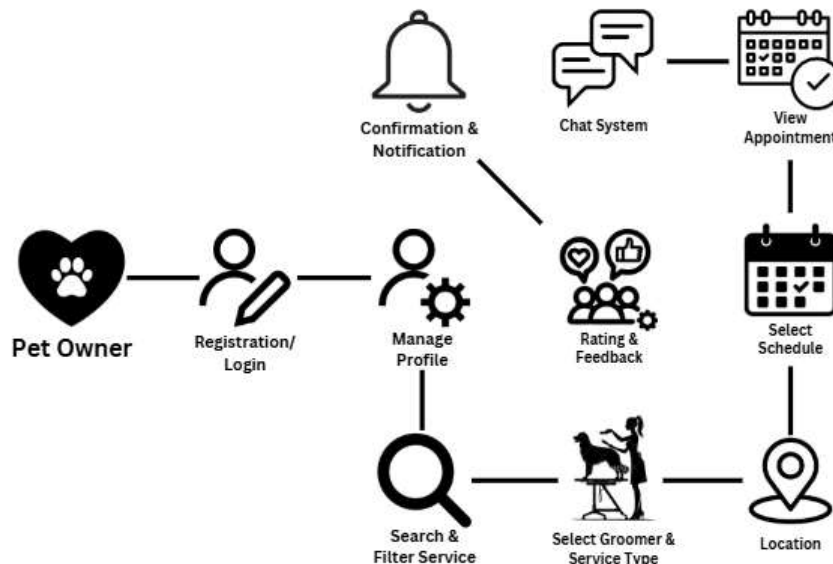 Confirmation &
Notification
Chat System
View
Appointment
Pet Owner
Registration/
Login
Manage
Profile
Rating &
Feedback
Select
Schedule
Search &
Filter Service
Select Groomer &
Service Type
Location